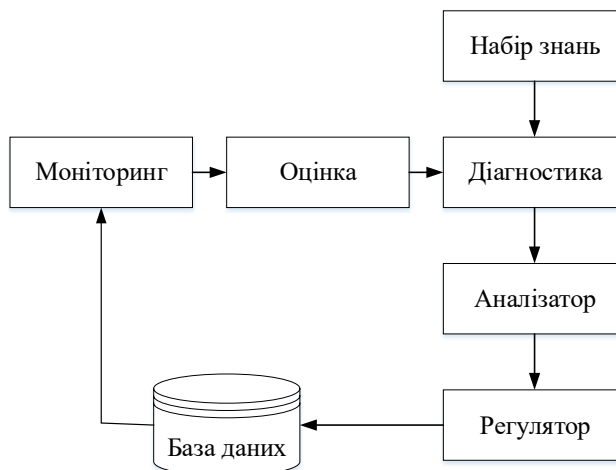 Набір знань
Моніторинг
Оцінка
Діагностика
Аналізатор
База даних
Регулятор